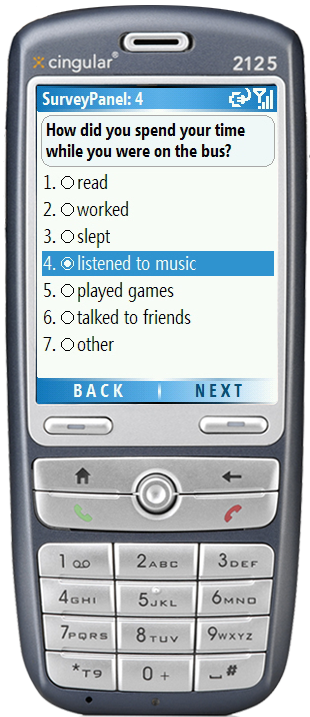 cingular®
2125
SurveyPanel: 4
How did you spend your time
while you were on the bus?
1. read
2. worked
3. slept
4. listened to music
5. played games
6. talked to friends
7. other
BACK NEXT
1 2ABC 3DEF
4GHI 5JKL 6MNO
7PQRS 8TUV 9WXYZ
*T9 0+ #